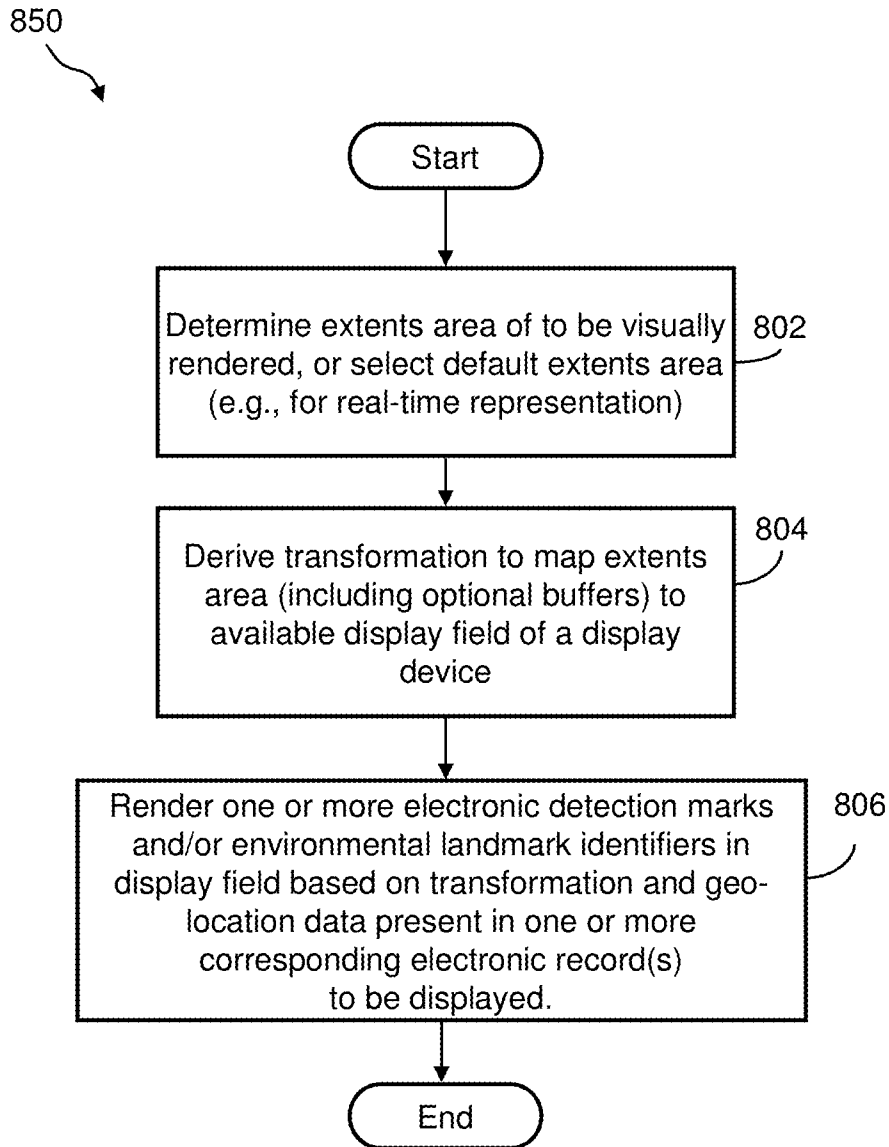 850
Start
Determine extents area of to be visually
rendered, or select default extents area
(e.g., for real-time representation)
802
Derive transformation to map extents
area (including optional buffers) to
available display field of a display
device
804
Render one or more electronic detection marks
and/or environmental landmark identifiers in
display field based on transformation and geo-
location data present in one or more
corresponding electronic record(s)
to be displayed.
806
End